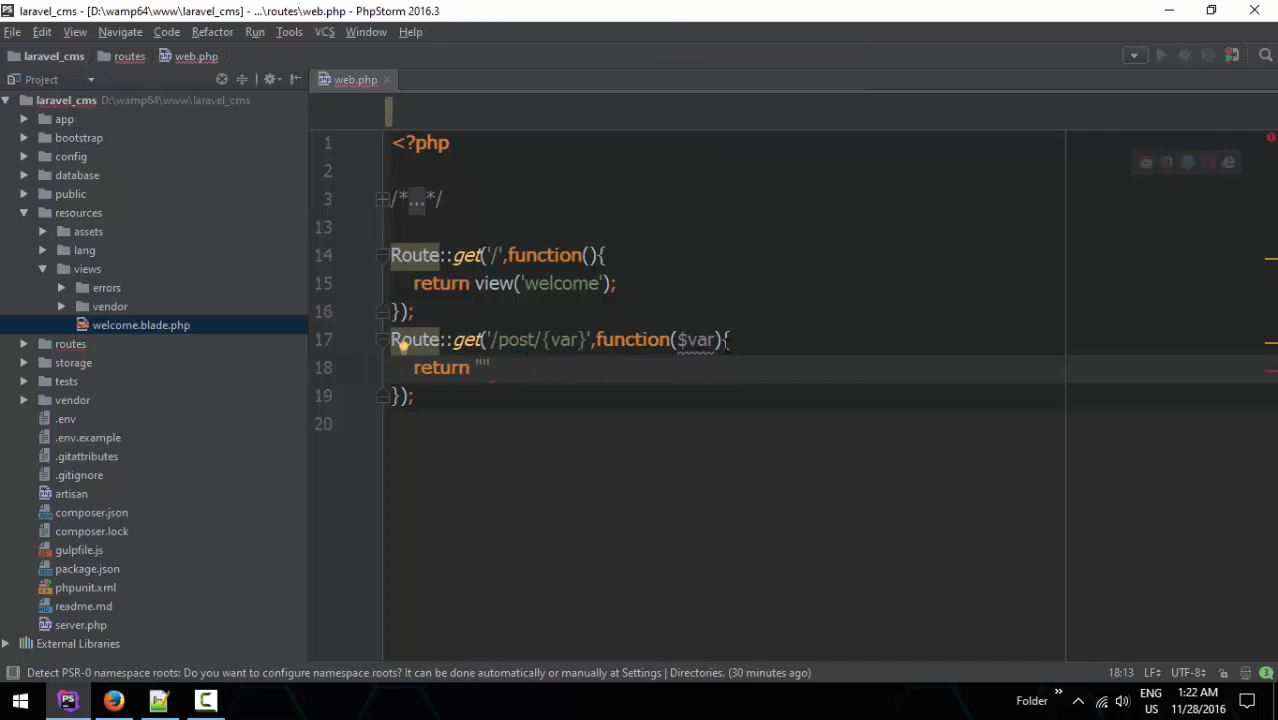 laravel_cms - [D:\wamp64\www\laravel_cms] - ...\routes\web.php - PhpStorm 2016.3
File Edit View Navigate Code Refactor Run Tools VCS Window Help
laravel_cms routes web.php
Project
web.php
laravel_cms D:\wamp64\www\laravel_cms
app
bootstrap
config
database
public
resources
assets
lang
views
errors
vendor
welcome.blade.php
routes
storage
tests
vendor
.env
.env.example
.gitattributes
.gitignore
artisan
composer.json
composer.lock
gulpfile.js
package.json
phpunit.xml
readme.md
server.php
External Libraries
1 <?php
2
3 /*...*/
13
14 Route::get('/',function(){
15 return view('welcome');
16 });
17 Route::get('/post/{var}',function($var){
18 return ""
19 });
20
Detect PSR-0 namespace roots: Do you want to configure namespace roots? It can be done automatically or manually at Settings | Directories. (30 minutes ago)
18:13 LF÷ UTF-8÷ 3
Folder
ENG
US
1:22 AM
11/28/2016